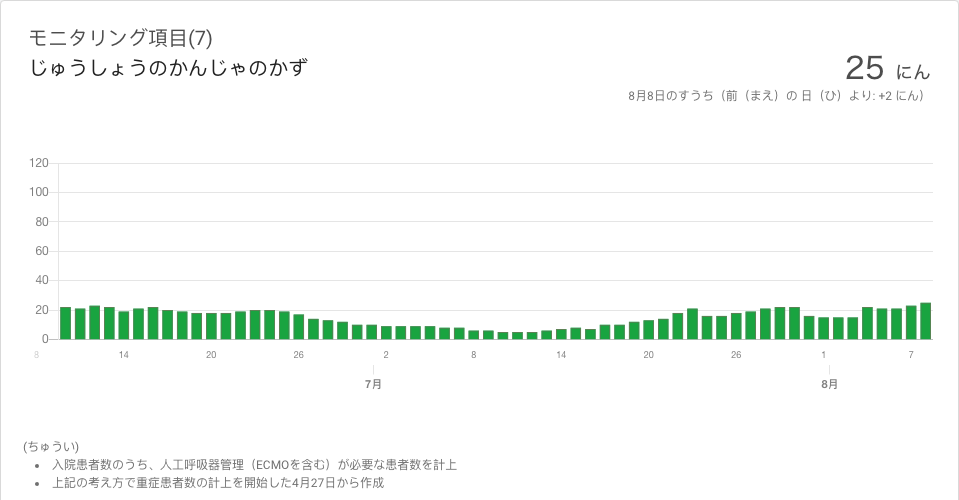 モニタリング項目(7)
じゅうしょうのかんじゃのかず
25 にん
8月8日のすうち（前（まえ）の 日（ひ）より: +2 にん）
120
100
80
60
40
20
0
8 14 20 26 2 8 14 20 26 1 7
7月 8月
(ちゅうい)
• 入院患者数のうち、人工呼吸器管理（ECMOを含む）が必要な患者数を計上
• 上記の考え方で重症患者数の計上を開始した4月27日から作成